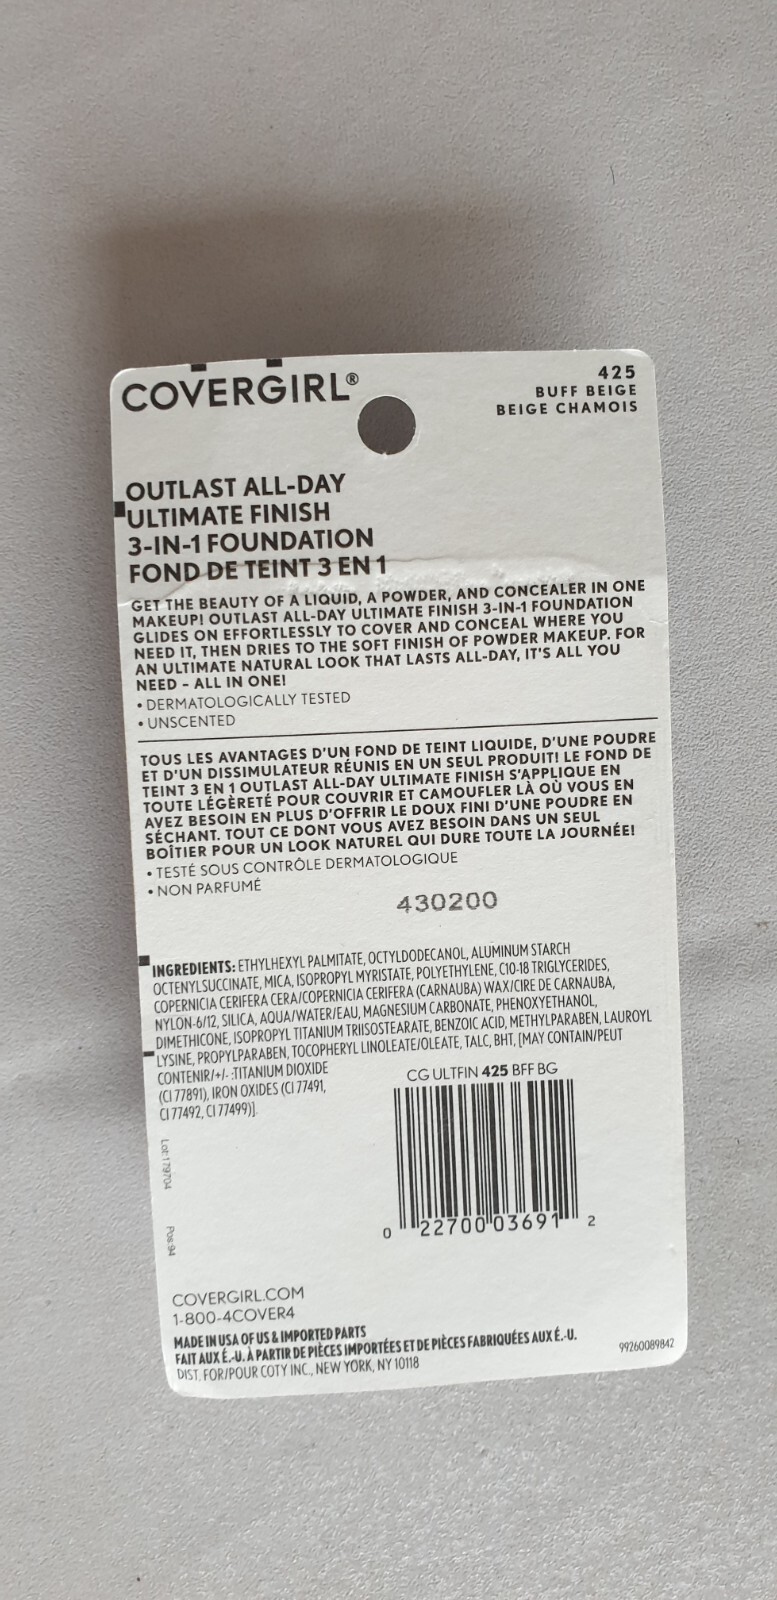 COVERGIRL®
425
BUFF BEIGE
BEIGE CHAMOIS
OUTLAST ALL-DAY
ULTIMATE FINISH
3-IN-1 FOUNDATION
FOND DE TEINT 3 EN 1
GET THE BEAUTY OF A LIQUID, A POWDER, AND CONCEALER IN ONE
MAKEUP! OUTLAST ALL-DAY ULTIMATE FINISH 3-IN-1 FOUNDATION
GLIDES ON EFFORTLESSLY TO COVER AND CONCEAL WHERE YOU
NEED IT, THEN DRIES TO THE SOFT FINISH OF POWDER MAKEUP. FOR
AN ULTIMATE NATURAL LOOK THAT LASTS ALL-DAY, IT'S ALL YOU
NEED - ALL IN ONE!
• DERMATOLOGICALLY TESTED
• UNSCENTED
TOUS LES AVANTAGES D'UN FOND DE TEINT LIQUIDE, D'UNE POUDRE
ET D'UN DISSIMULATEUR RÉUNIS EN UN SEUL PRODUIT! LE FOND DE
TEINT 3 EN 1 OUTLAST ALL-DAY ULTIMATE FINISH S'APPLIQUE EN
TOUTE LÉGÈRETÉ POUR COUVRIR ET CAMOUFLER LÀ OÙ VOUS EN
AVEZ BESOIN EN PLUS D'OFFRIR LE DOUX FINI D'UNE POUDRE EN
SÉCHANT. TOUT CE DONT VOUS AVEZ BESOIN DANS UN SEUL
BOÎTIER POUR UN LOOK NATUREL QUI DURE TOUTE LA JOURNÉE!
• TESTÉ SOUS CONTRÔLE DERMATOLOGIQUE
• NON PARFUMÉ
430200
INGREDIENTS: ETHYLHEXYL PALMITATE, OCTYLDODECANOL, ALUMINUM STARCH
OCTENYLSUCCINATE, MICA, ISOPROPYL MYRISTATE, POLYETHYLENE, C10-18 TRIGLYCERIDES,
COPERNICIA CERIFERA CERA/COPERNICIA CERIFERA (CARNAUBA) WAX/CIRE DE CARNAUBA,
NYLON-6/12, SILICA, AQUA/WATER/EAU, MAGNESIUM CARBONATE, PHENOXYETHANOL,
DIMETHICONE, ISOPROPYL TITANIUM TRIISOSTEARATE, BENZOIC ACID, METHYLPARABEN, LAUROYL
LYSINE, PROPYLPARABEN, TOCOPHERYL LINOLEATE/OLEATE, TALC, BHT, [MAY CONTAIN/PEUT
CONTENIR/+/- :TITANIUM DIOXIDE
(CI 77891), IRON OXIDES (CI 77491,
CI 77492, CI 77499)].
CG ULTFIN 425 BFF BG
0 22700 03691 2
Lot: 179704
Pos: 94
COVERGIRL.COM
1-800-4COVER4
MADE IN USA OF US & IMPORTED PARTS
FAIT AUX É.-U. À PARTIR DE PIÈCES IMPORTÉES ET DE PIÈCES FABRIQUÉES AUX É.-U.
DIST. FOR/POUR COTY INC., NEW YORK, NY 10118
99260089842